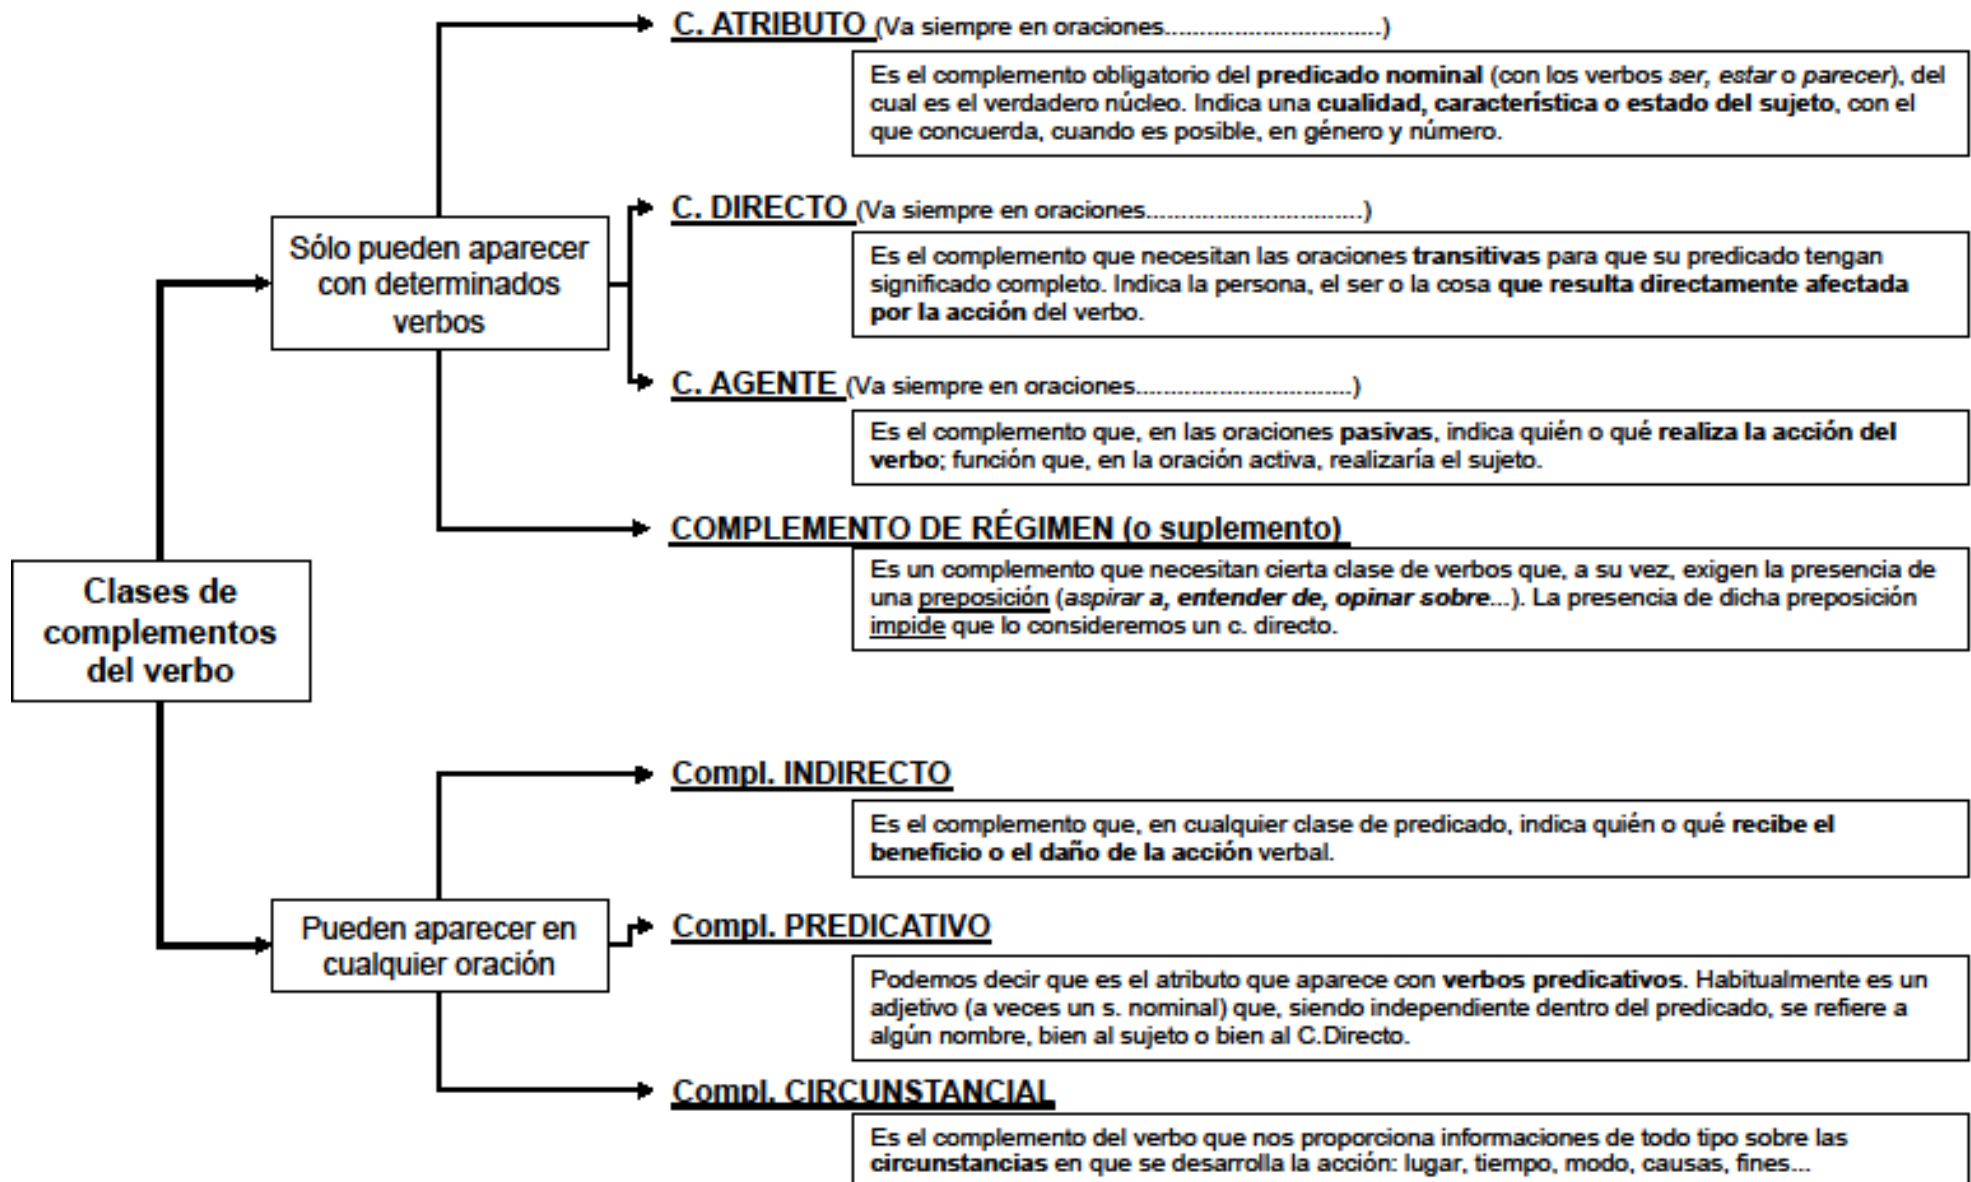 C. ATRIBUTO (Va siempre en oraciones...............................)
Es el complemento obligatorio del predicado nominal (con los verbos ser, estar o parecer), del
cual es el verdadero núcleo. Indica una cualidad, característica o estado del sujeto, con el
que concuerda, cuando es posible, en género y número.
Sólo pueden aparecer
con determinados
verbos
C. DIRECTO (Va siempre en oraciones...............................)
Es el complemento que necesitan las oraciones transitivas para que su predicado tengan
significado completo. Indica la persona, el ser o la cosa que resulta directamente afectada
por la acción del verbo.
C. AGENTE (Va siempre en oraciones...............................)
Es el complemento que, en las oraciones pasivas, indica quién o qué realiza la acción del
verbo; función que, en la oración activa, realizaría el sujeto.
COMPLEMENTO DE RÉGIMEN (o suplemento)
Es un complemento que necesitan cierta clase de verbos que, a su vez, exigen la presencia de
una preposición (aspirar a, entender de, opinar sobre...). La presencia de dicha preposición
impide que lo consideremos un c. directo.
Clases de
complementos
del verbo
Compl. INDIRECTO
Es el complemento que, en cualquier clase de predicado, indica quién o qué recibe el
beneficio o el daño de la acción verbal.
Pueden aparecer en
cualquier oración
Compl. PREDICATIVO
Podemos decir que es el atributo que aparece con verbos predicativos. Habitualmente es un
adjetivo (a veces un s. nominal) que, siendo independiente dentro del predicado, se refiere a
algún nombre, bien al sujeto o bien al C.Directo.
Compl. CIRCUNSTANCIAL
Es el complemento del verbo que nos proporciona informaciones de todo tipo sobre las
circunstancias en que se desarrolla la acción: lugar, tiempo, modo, causas, fines...